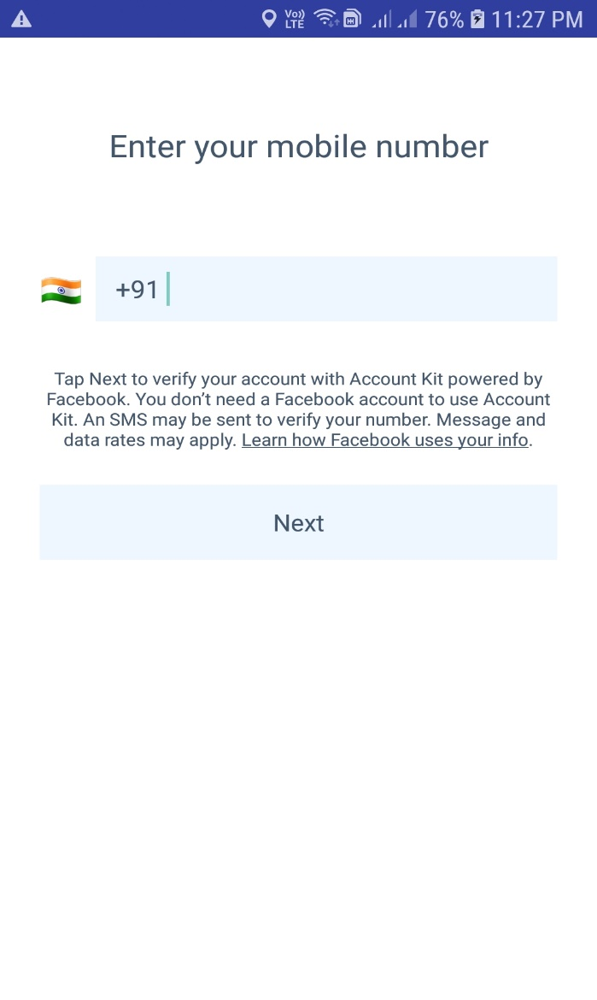 Vo)) LTE 76% 11:27 PM
Enter your mobile number
+91
Tap Next to verify your account with Account Kit powered by
Facebook. You don’t need a Facebook account to use Account
Kit. An SMS may be sent to verify your number. Message and
data rates may apply. Learn how Facebook uses your info.
Next